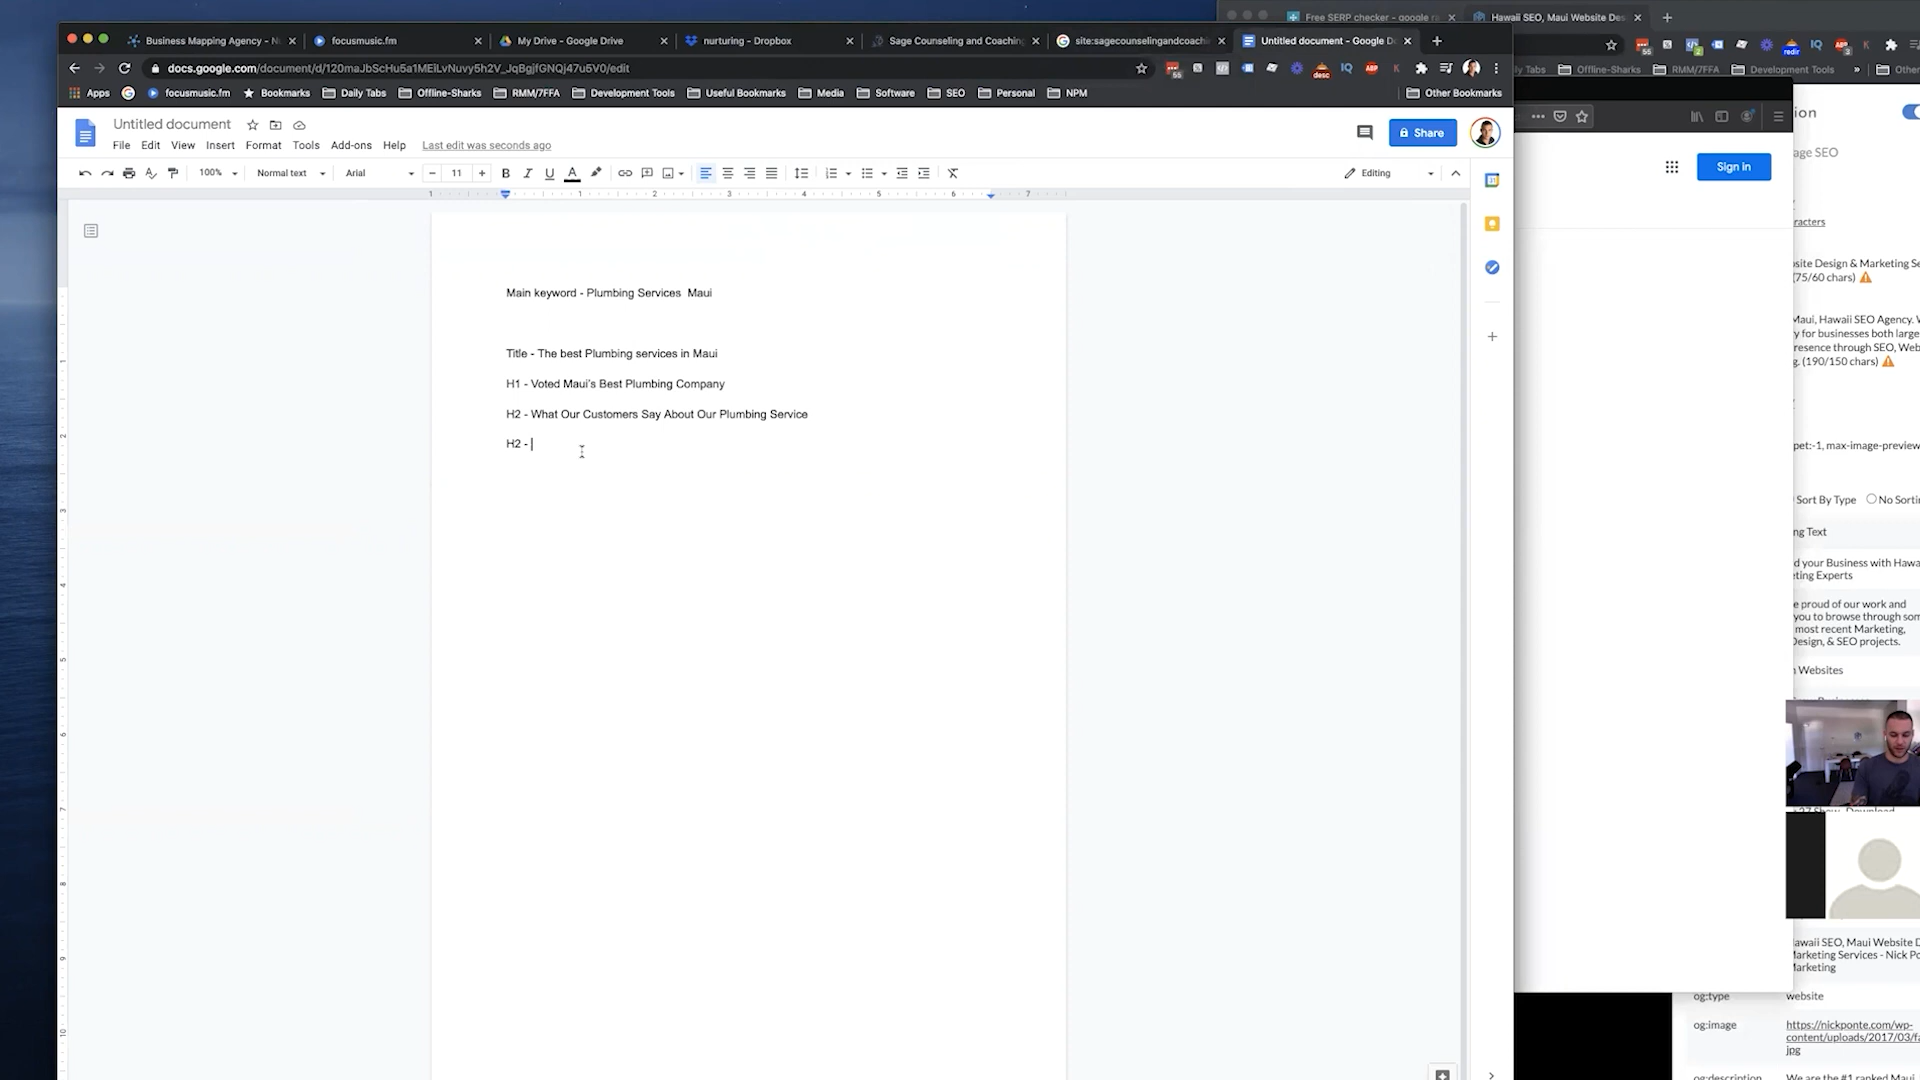 Free SERP checker - google ra
Hawaii SEO, Maui Website Des
Business Mapping Agency - N
focusmusic.fm
My Drive - Google Drive
nurturing - Dropbox
Sage Counseling and Coaching
site:sagecounselingandcoachi
Untitled document - Google D
docs.google.com/document/d/120maJbScHu5a1MEiLvNuvy5h2V_JqBgjfGNQj47u5V0/edit
Apps
focusmusic.fm
Bookmarks
Daily Tabs
Offline-Sharks
RMM/7FFA
Development Tools
Useful Bookmarks
Media
Software
SEO
Personal
NPM
Other Bookmarks
ly Tabs
Offline-Sharks
RMM/7FFA
Development Tools
Other
Untitled document
File Edit View Insert Format Tools Add-ons Help Last edit was seconds ago
Share
100% Normal text Arial 11
Editing
Main keyword - Plumbing Services Maui
Title - The best Plumbing services in Maui
H1 - Voted Maui's Best Plumbing Company
H2 - What Our Customers Say About Our Plumbing Service
H2 -
Sign in
ion
age SEO
racters
site Design & Marketing Se
(75/60 chars)
Maui, Hawaii SEO Agency. W
y for businesses both large
resence through SEO, Web
g. (190/150 chars)
pet:-1, max-image-preview
Sort By Type No Sortin
ng Text
d your Business with Hawa
eting Experts
e proud of our work and
you to browse through som
most recent Marketing,
Design, & SEO projects.
n Websites
awaii SEO, Maui Website D
Marketing Services - Nick Po
Marketing
og:type website
og:image https://nickponte.com/wp-
content/uploads/2017/03/fa
jpg
og:description We are the #1 ranked Maui